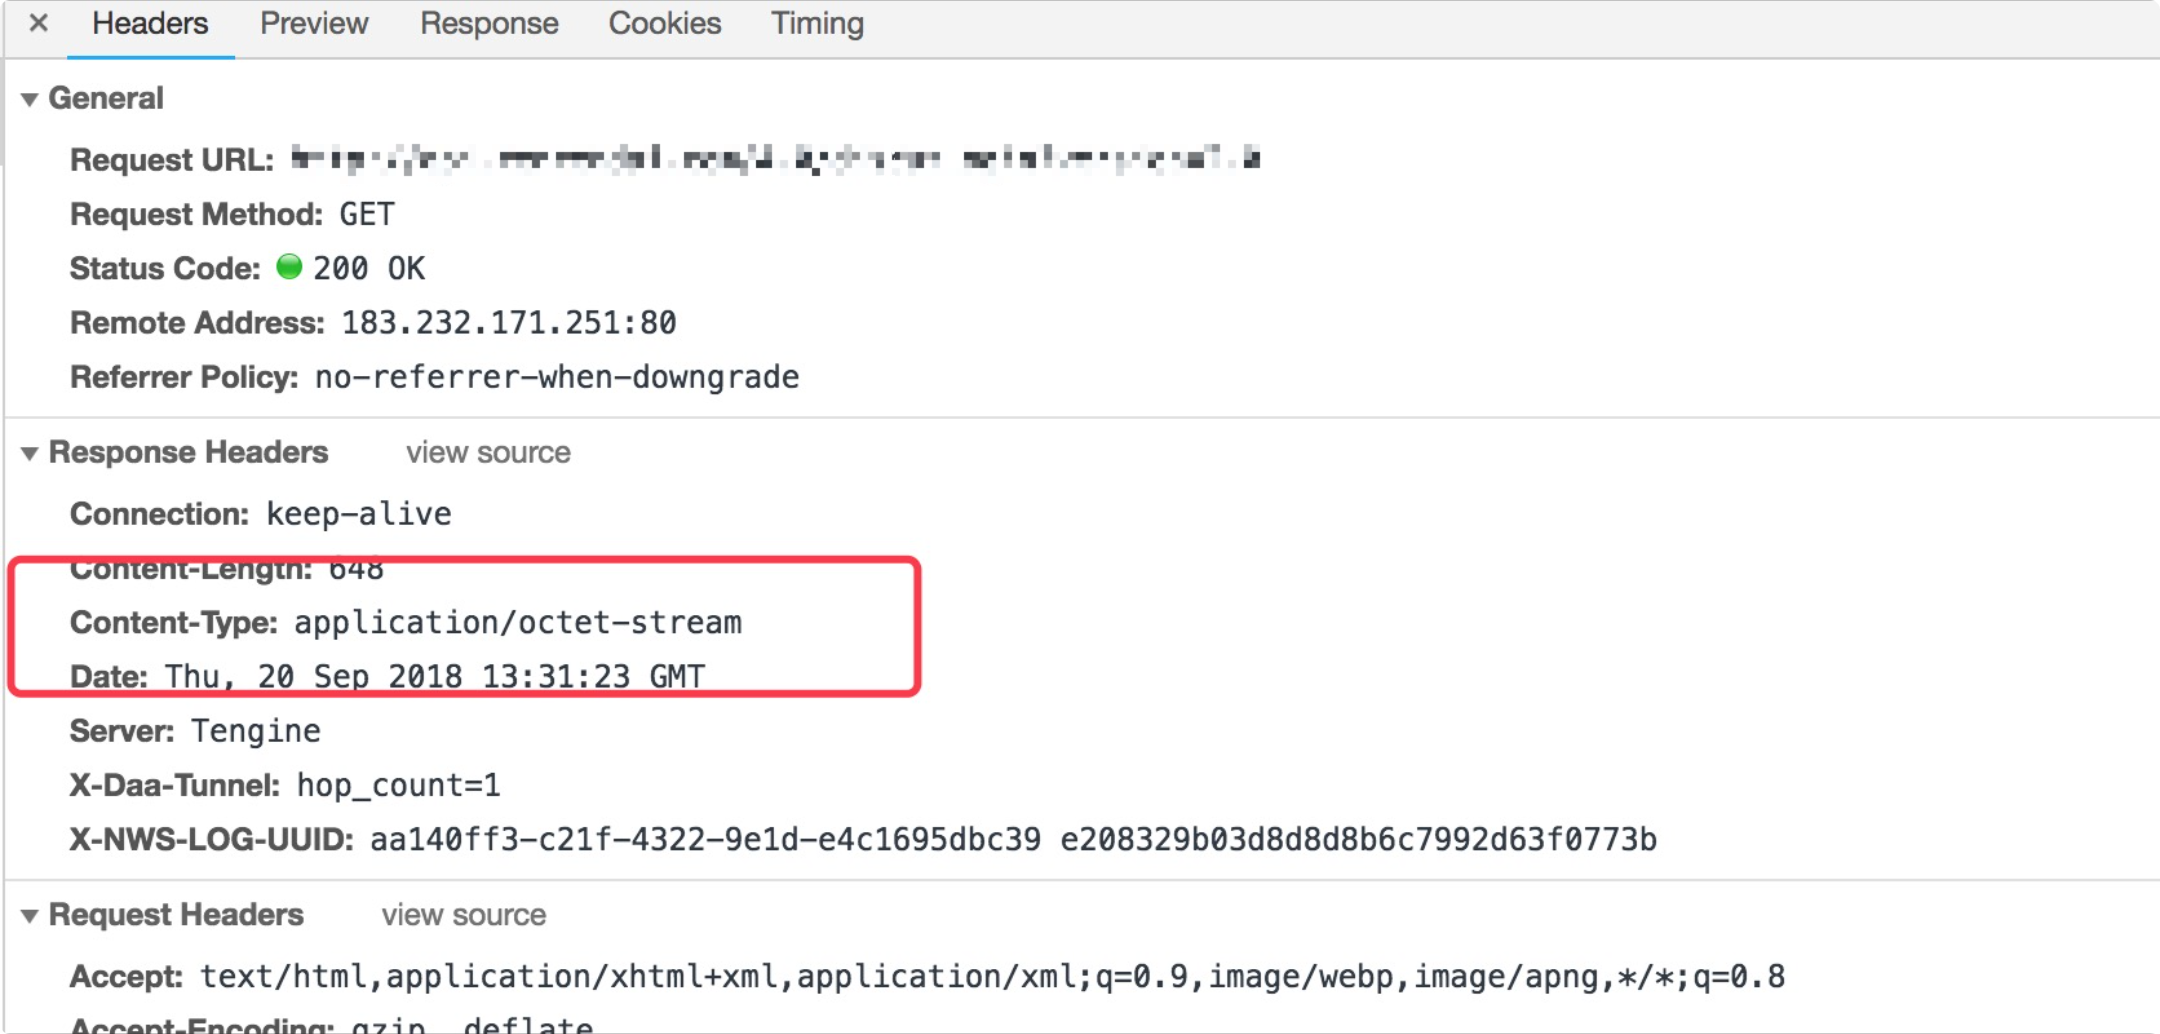 × Headers Preview Response Cookies Timing
▼ General
Request URL:
Request Method: GET
Status Code: 200 OK
Remote Address: 183.232.171.251:80
Referrer Policy: no-referrer-when-downgrade
▼ Response Headers view source
Connection: keep-alive
Content-Length: 648
Content-Type: application/octet-stream
Date: Thu, 20 Sep 2018 13:31:23 GMT
Server: Tengine
X-Daa-Tunnel: hop_count=1
X-NWS-LOG-UUID: aa140ff3-c21f-4322-9e1d-e4c1695dbc39 e208329b03d8d8d8b6c7992d63f0773b
▼ Request Headers view source
Accept: text/html,application/xhtml+xml,application/xml;q=0.9,image/webp,image/apng,*/*;q=0.8
Accept-Encoding: gzip, deflate